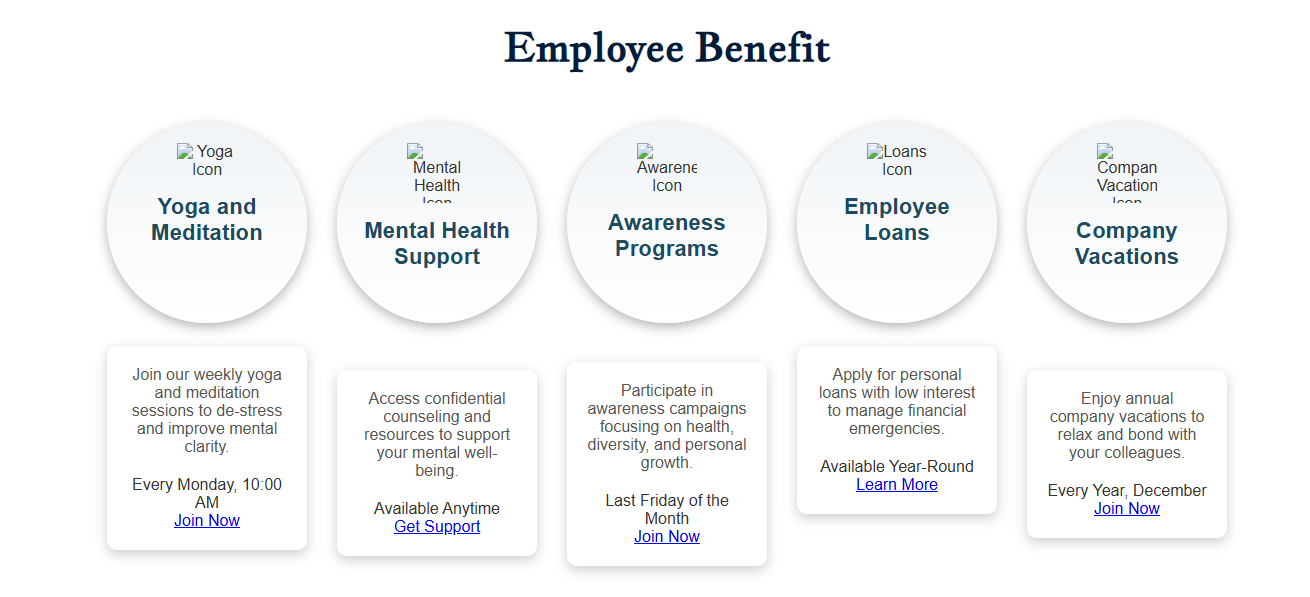 Employee Benefit
Yoga
Icon
Yoga and
Meditation
Join our weekly yoga
and meditation
sessions to de-stress
and improve mental
clarity.
Every Monday, 10:00
AM
Join Now
Mental
Health
Icon
Mental Health
Support
Access confidential
counseling and
resources to support
your mental well-
being.
Available Anytime
Get Support
Awarene
Icon
Awareness
Programs
Participate in
awareness campaigns
focusing on health,
diversity, and personal
growth.
Last Friday of the
Month
Join Now
Loans
Icon
Employee
Loans
Apply for personal
loans with low interest
to manage financial
emergencies.
Available Year-Round
Learn More
Compan
Vacation
Icon
Company
Vacations
Enjoy annual
company vacations to
relax and bond with
your colleagues.
Every Year, December
Join Now